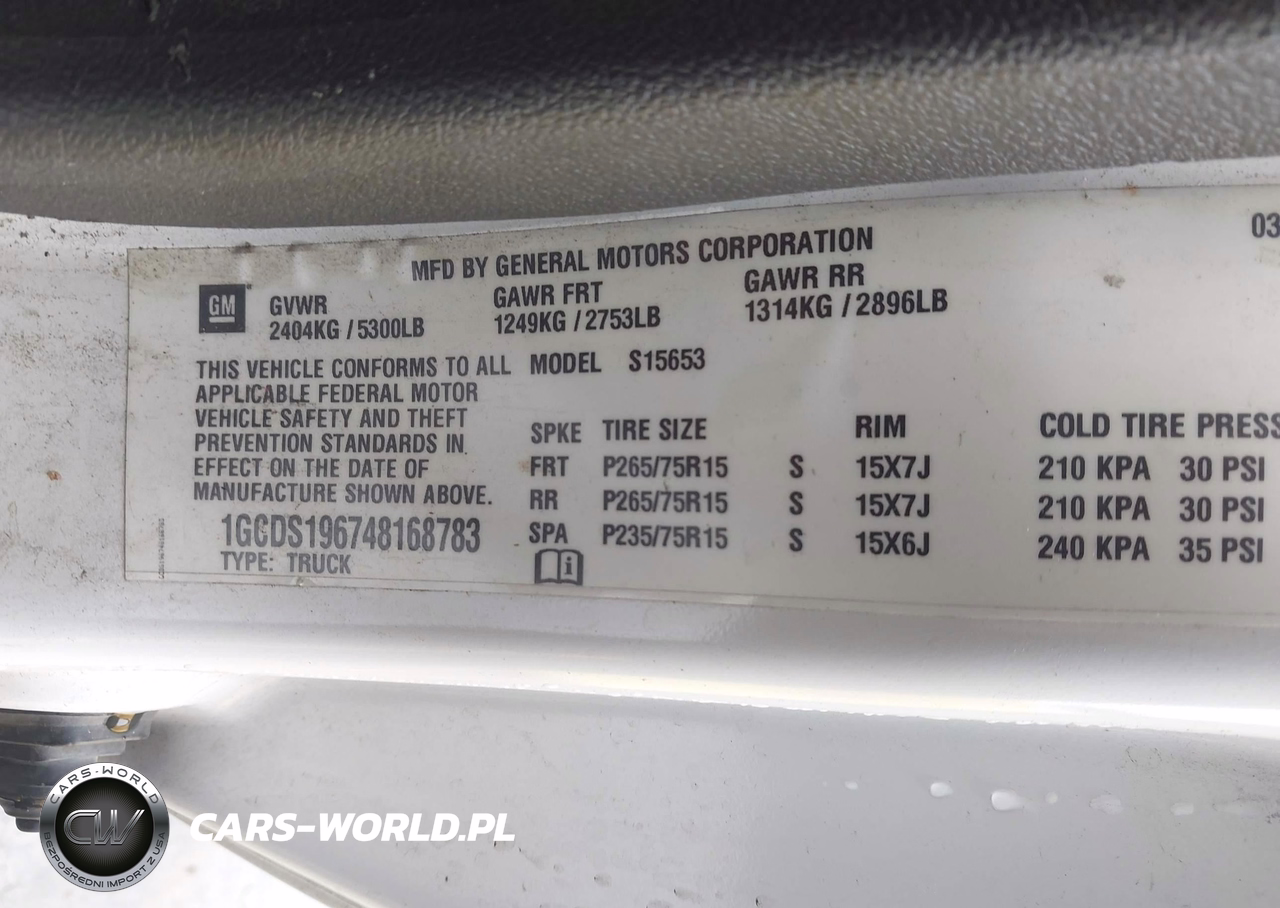 03
MFD BY GENERAL MOTORS CORPORATION
GM
GVWR GAWR FRT GAWR RR
2404KG / 5300LB 1249KG / 2753LB 1314KG / 2896LB
THIS VEHICLE CONFORMS TO ALL
APPLICABLE FEDERAL MOTOR
VEHICLE SAFETY AND THEFT
PREVENTION STANDARDS IN
EFFECT ON THE DATE OF
MANUFACTURE SHOWN ABOVE.
1GCDS196748168783
TYPE: TRUCK
MODEL S15653
SPKE TIRE SIZE RIM COLD TIRE PRESS
FRT P265/75R15 S 15X7J 210 KPA 30 PSI
RR P265/75R15 S 15X7J 210 KPA 30 PSI
SPA P235/75R15 S 15X6J 240 KPA 35 PSI
i
CARS-WORLD
CW
BEZPOŚREDNI IMPORT Z USA
CARS-WORLD.PL